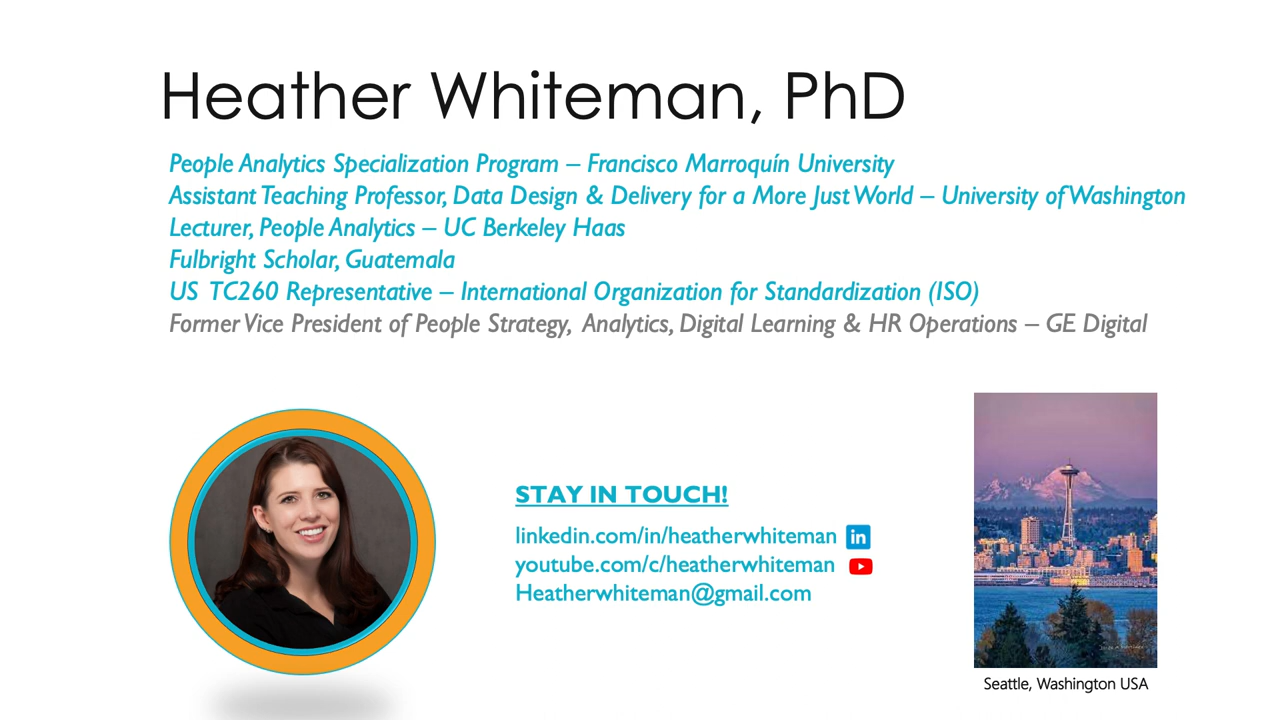 Heather Whiteman, PhD
People Analytics Specialization Program – Francisco Marroquín University
Assistant Teaching Professor, Data Design & Delivery for a More Just World – University of Washington
Lecturer, People Analytics – UC Berkeley Haas
Fulbright Scholar, Guatemala
US TC260 Representative – International Organization for Standardization (ISO)
Former Vice President of People Strategy, Analytics, Digital Learning & HR Operations – GE Digital
STAY IN TOUCH!
linkedin.com/in/heatherwhiteman in
youtube.com/c/heatherwhiteman
Heatherwhiteman@gmail.com
Seattle, Washington USA